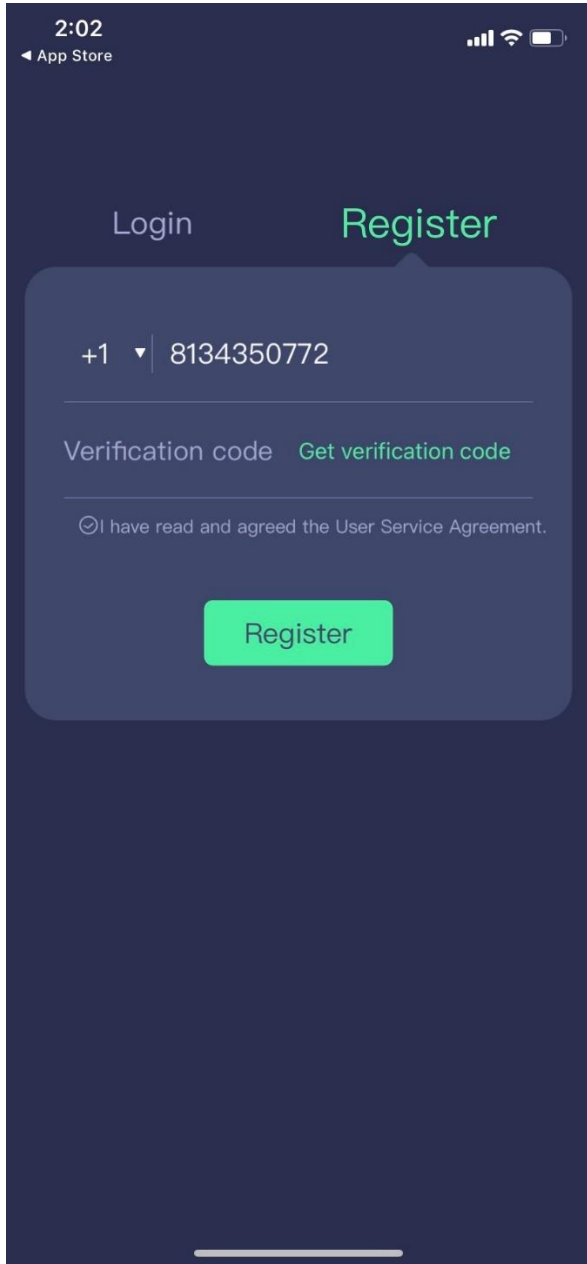 2:02
◀ App Store
Login Register
+1 ▼ 8134350772
Verification code Get verification code
I have read and agreed the User Service Agreement.
Register